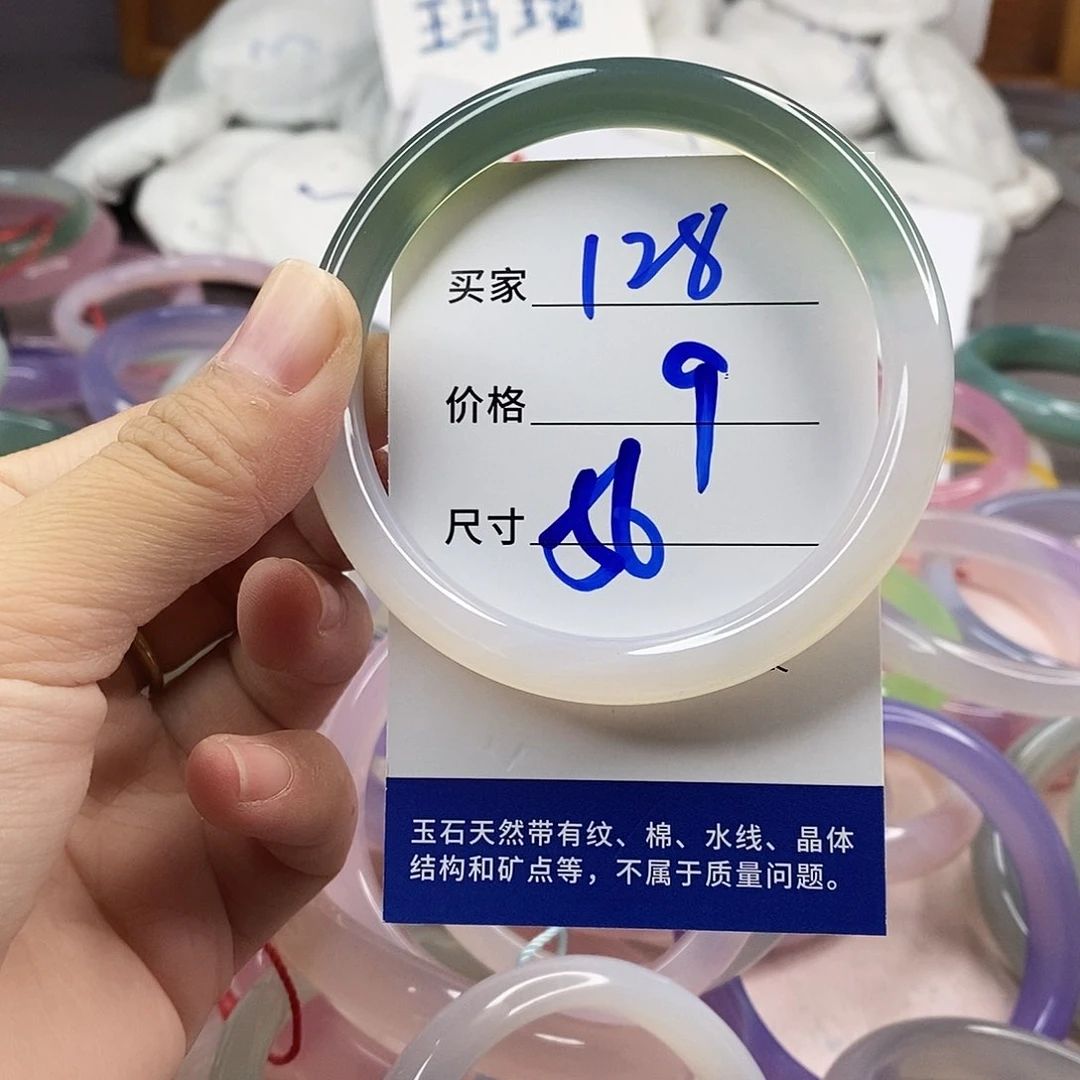 玛瑙
买家 128
价格 9
尺寸 56
玉石天然带有纹、棉、水线、晶体
结构和矿点等，不属于质量问题。